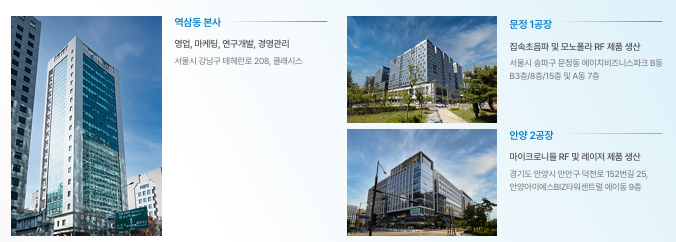 역삼동 본사
영업, 마케팅, 연구개발, 경영관리
서울시 강남구 테헤란로 208, 클래시스
문정 1공장
집속초음파 및 모노폴라 RF 제품 생산
서울시 송파구 문정동 에이치비즈니스파크 B동
B3층/8층/15층 및 A동 7층
안양 2공장
마이크로니들 RF 및 레이저 제품 생산
경기도 안양시 만안구 덕천로 152번길 25,
안양아이에스BIZ타워센트럴 에이동 9층